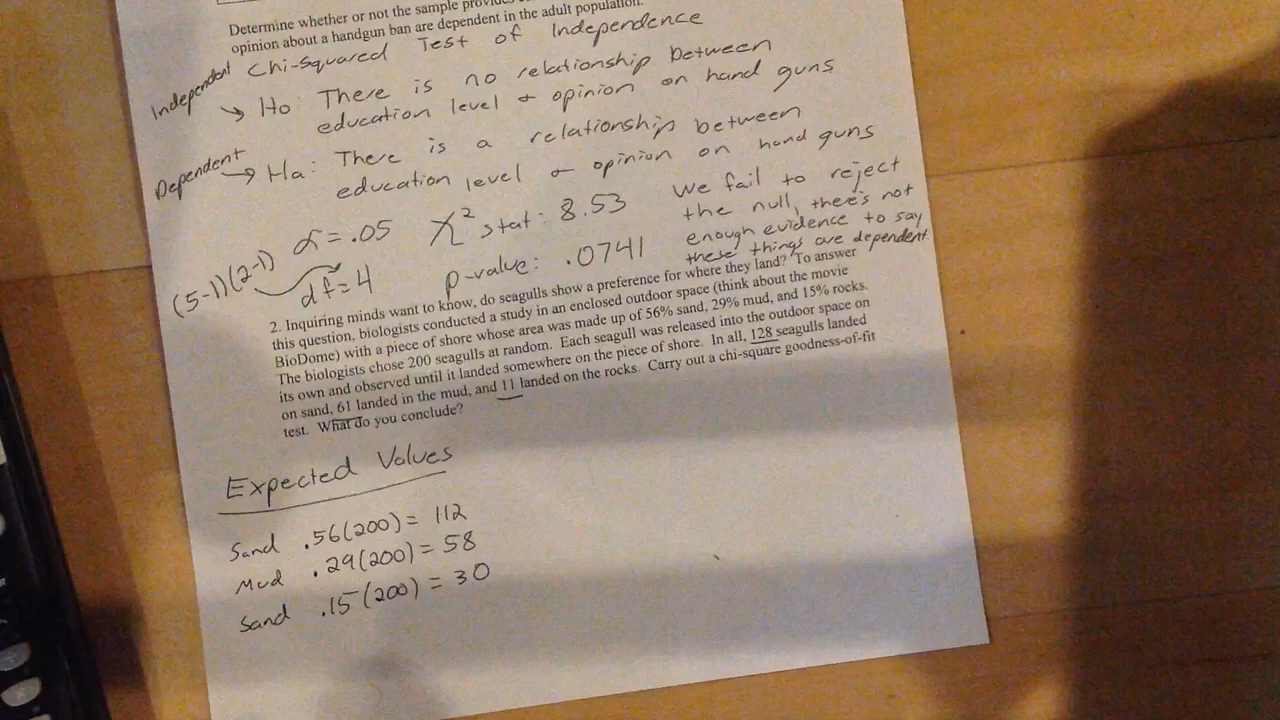 Determine whether or not the sample provides
opinion about a handgun ban are dependent in the adult population.
Independent Chi-Squared Test of Independence
→ Ho: There is no relationship between
education level + opinion on hand guns
Dependent → Ha: There is a relationship between
education level + opinion on hand guns
(5-1)(2-1) α = .05 X² stat: 8.53 We fail to reject
df = 4 p-value: .0741 the null, there's not
enough evidence to say
these things are dependent.
2. Inquiring minds want to know, do seagulls show a preference for where they land? To answer
this question, biologists conducted a study in an enclosed outdoor space (think about the movie
BioDome) with a piece of shore whose area was made up of 56% sand, 29% mud, and 15% rocks.
The biologists chose 200 seagulls at random. Each seagull was released into the outdoor space on
its own and observed until it landed somewhere on the piece of shore. In all, 128 seagulls landed
on sand, 61 landed in the mud, and 11 landed on the rocks. Carry out a chi-square goodness-of-fit
test. What do you conclude?
Expected Values
Sand .56(200) = 112
Mud .29(200) = 58
Sand .15(200) = 30